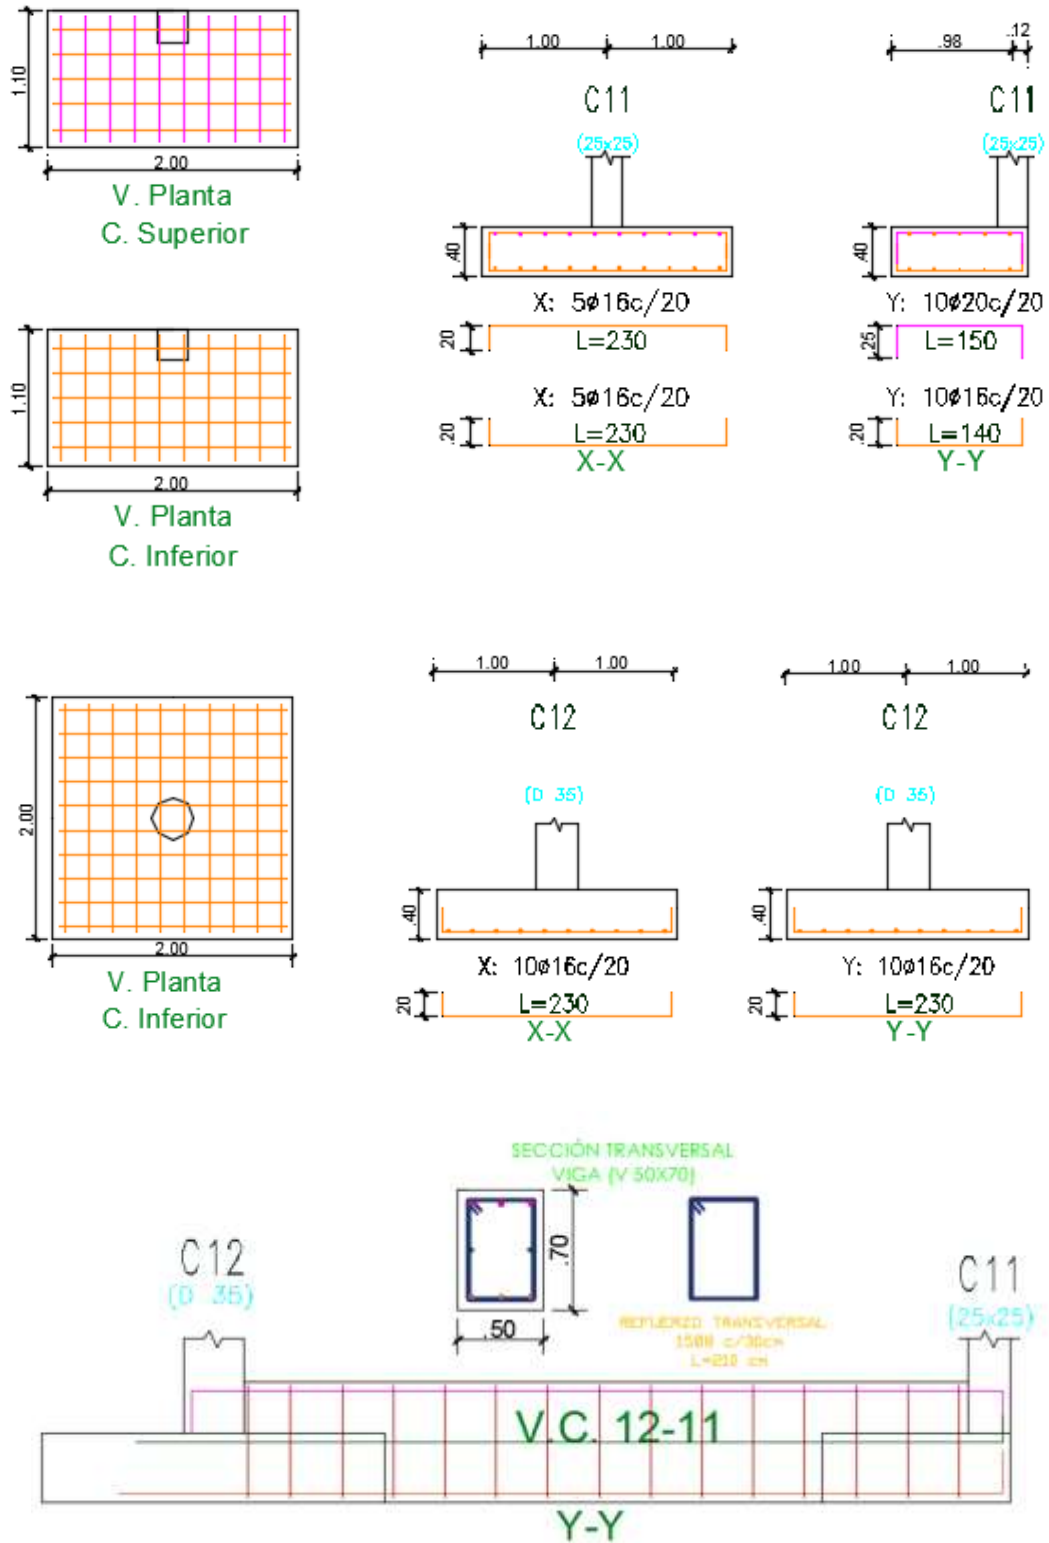 1.00 1.00 .98 .12
1.10
C11 C11
(25x25) (25x25)
2.00
V. Planta
C. Superior
.40 .40
X: 5ø16c/20 Y: 10ø20c/20
.20 L=230 .25 L=150
1.10
X: 5ø16c/20 Y: 10ø16c/20
.20 L=230 .20 L=140
X-X Y-Y
2.00
V. Planta
C. Inferior
1.00 1.00 1.00 1.00
C12 C12
(D 35) (D 35)
2.00
.40 .40
2.00
X: 10ø16c/20 Y: 10ø16c/20
V. Planta
C. Inferior
.20 L=230 .20 L=230
X-X Y-Y
SECCIÓN TRANSVERSAL
VIGA (V 50X70)
.70
.50
C12
(D 35)
C11
(25x25)
REFUERZO TRANSVERSAL
L=210 cm
V.C. 12-11
Y-Y